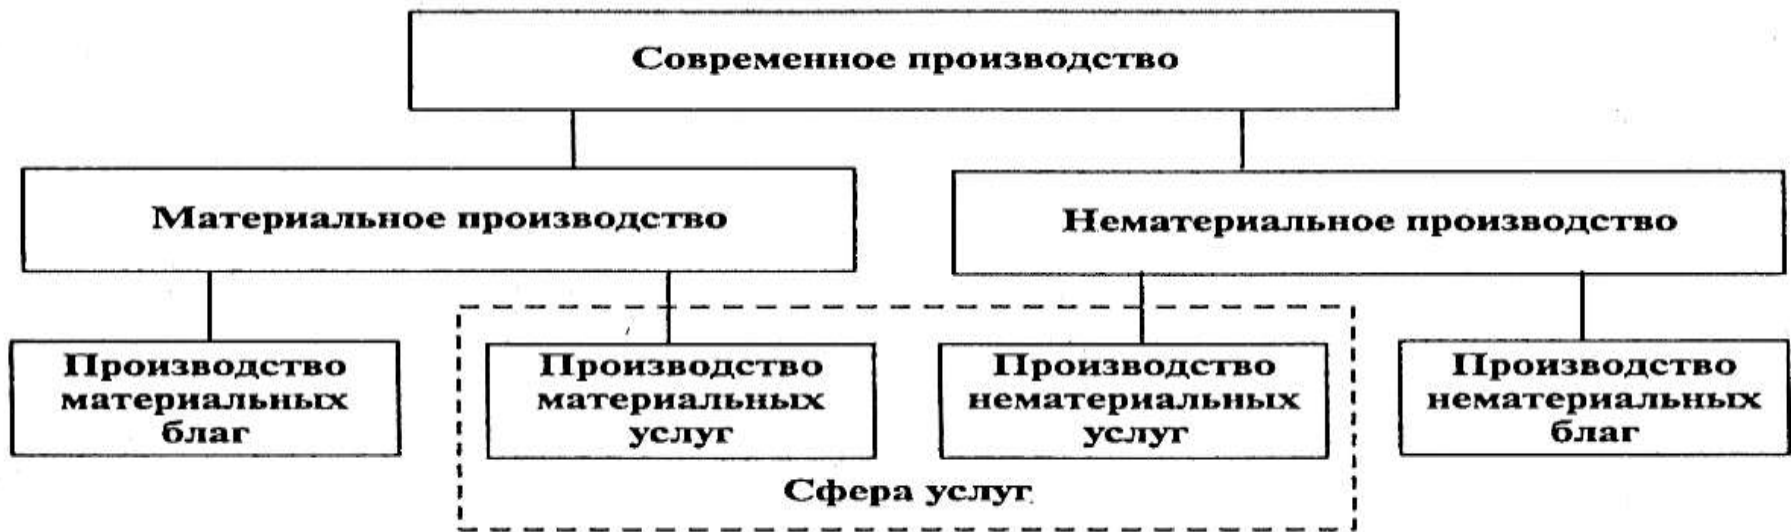 Современное производство
Материальное производство
Нематериальное производство
Производство
материальных
благ
Производство
материальных
услуг
Производство
нематериальных
услуг
Производство
нематериальных
благ
Сфера услуг